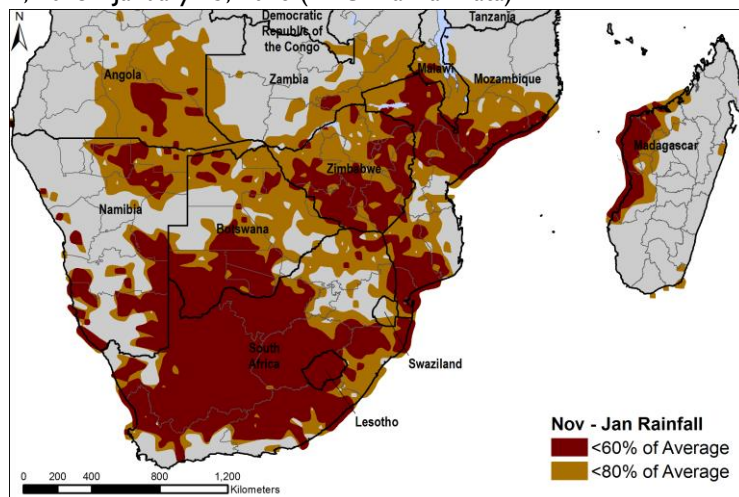 N
Democratic
Republic of
the Congo
Tanzania
Angola
Zambia
Malawi
Mozambique
Zimbabwe
Madagascar
Namibia
Botswana
South
Africa
Swaziland
Lesotho
Nov - Jan Rainfall
<60% of Average
<80% of Average
0 200 400 800 1,200
Kilometers